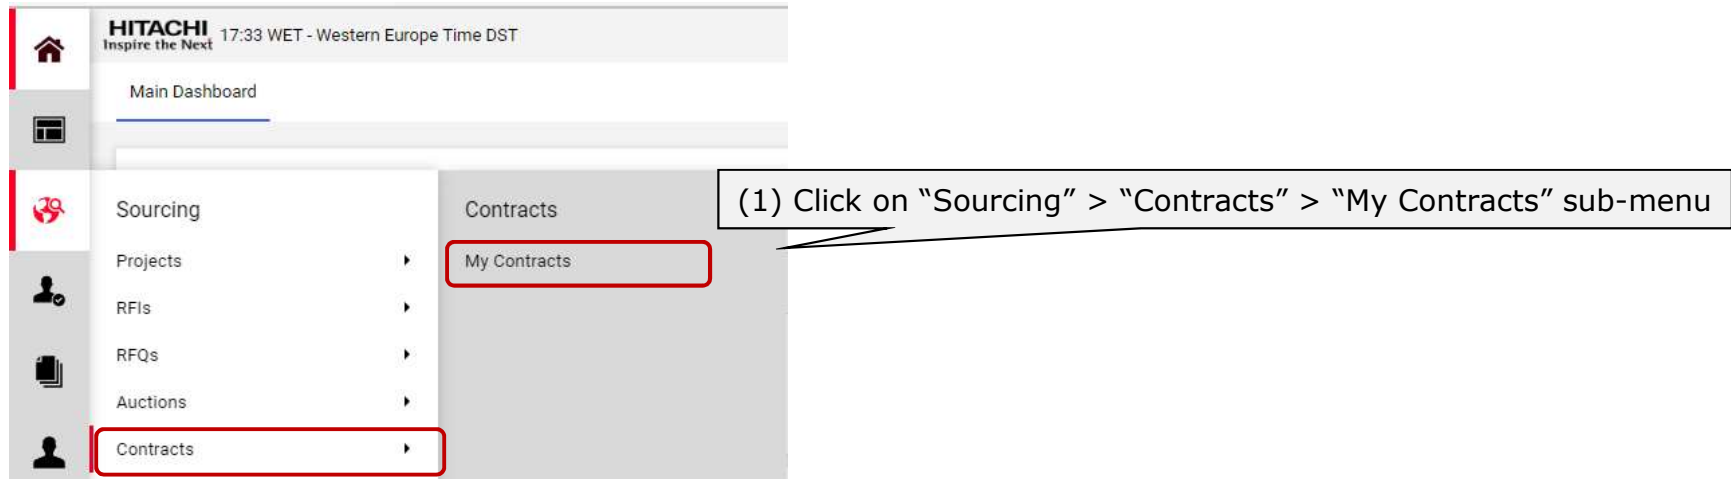 HITACHI
Inspire the Next
17:33 WET - Western Europe Time DST
Main Dashboard
Sourcing
Projects
RFIs
RFQs
Auctions
Contracts
Contracts
My Contracts
(1) Click on “Sourcing” > “Contracts” > “My Contracts” sub-menu